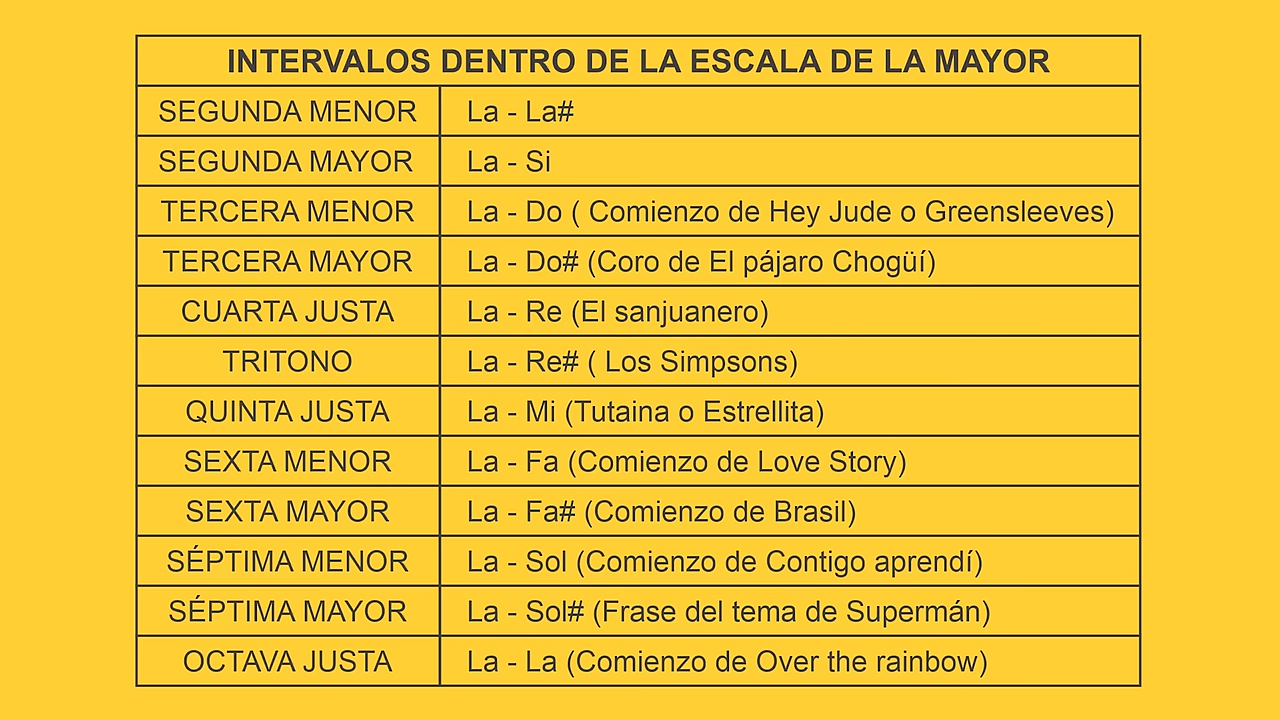 INTERVALOS DENTRO DE LA ESCALA DE LA MAYOR
SEGUNDA MENOR La - La#
SEGUNDA MAYOR La - Si
TERCERA MENOR La - Do ( Comienzo de Hey Jude o Greensleeves)
TERCERA MAYOR La - Do# (Coro de El pájaro Chogüí)
CUARTA JUSTA La - Re (El sanjuanero)
TRITONO La - Re# ( Los Simpsons)
QUINTA JUSTA La - Mi (Tutaina o Estrellita)
SEXTA MENOR La - Fa (Comienzo de Love Story)
SEXTA MAYOR La - Fa# (Comienzo de Brasil)
SÉPTIMA MENOR La - Sol (Comienzo de Contigo aprendí)
SÉPTIMA MAYOR La - Sol# (Frase del tema de Supermán)
OCTAVA JUSTA La - La (Comienzo de Over the rainbow)